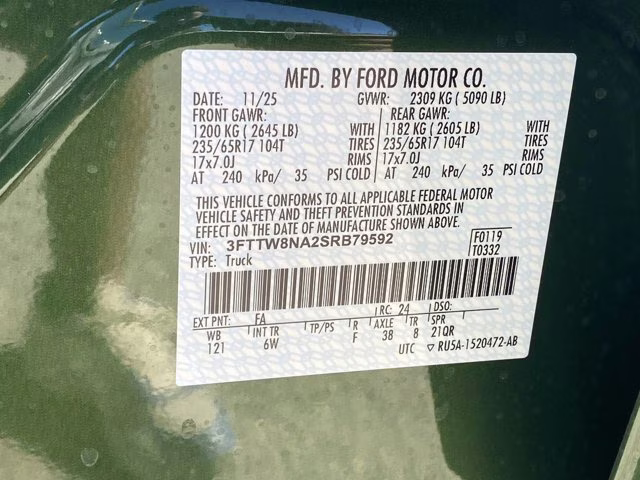 MFD. BY FORD MOTOR CO.
DATE: 11/25 GVWR: 2309 KG ( 5090 LB)
FRONT GAWR: REAR GAWR:
1200 KG ( 2645 LB) WITH 1182 KG ( 2605 LB) WITH
235/65R17 104T TIRES 235/65R17 104T TIRES
17x7.0J RIMS 17x7.0J RIMS
AT 240 kPa/ 35 PSI COLD AT 240 kPa/ 35 PSI COLD
THIS VEHICLE CONFORMS TO ALL APPLICABLE FEDERAL MOTOR
VEHICLE SAFETY AND THEFT PREVENTION STANDARDS IN
EFFECT ON THE DATE OF MANUFACTURE SHOWN ABOVE.
VIN: 3FTTW8NA2SRB79592 F0119
TYPE: Truck T0332
EXT PNT: FA RC: 24 DSO:
WB INT TR TP/PS R AXLE TR SPR
121 6W F 38 8 21QR
UTC ▽ RU5A-1520472-AB